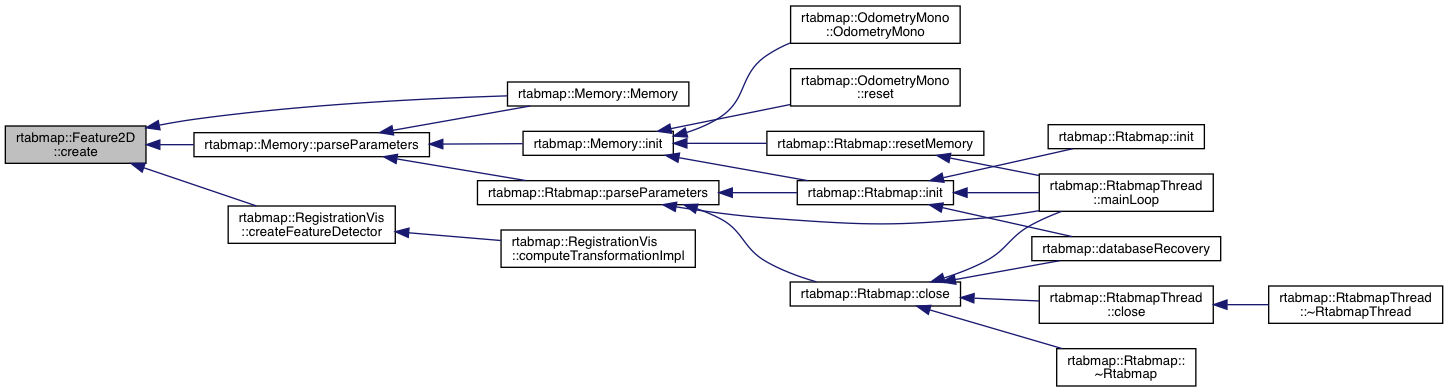 rtabmap::Feature2D
::create
rtabmap::Memory::Memory
rtabmap::Memory::parseParameters
rtabmap::RegistrationVis
::createFeatureDetector
rtabmap::Memory::init
rtabmap::Rtabmap::parseParameters
rtabmap::RegistrationVis
::computeTransformationImpl
rtabmap::OdometryMono
::OdometryMono
rtabmap::OdometryMono
::reset
rtabmap::Rtabmap::resetMemory
rtabmap::Rtabmap::init
rtabmap::Rtabmap::close
rtabmap::Rtabmap::init
rtabmap::RtabmapThread
::mainLoop
rtabmap::databaseRecovery
rtabmap::RtabmapThread
::close
rtabmap::Rtabmap::
~Rtabmap
rtabmap::RtabmapThread
::~RtabmapThread